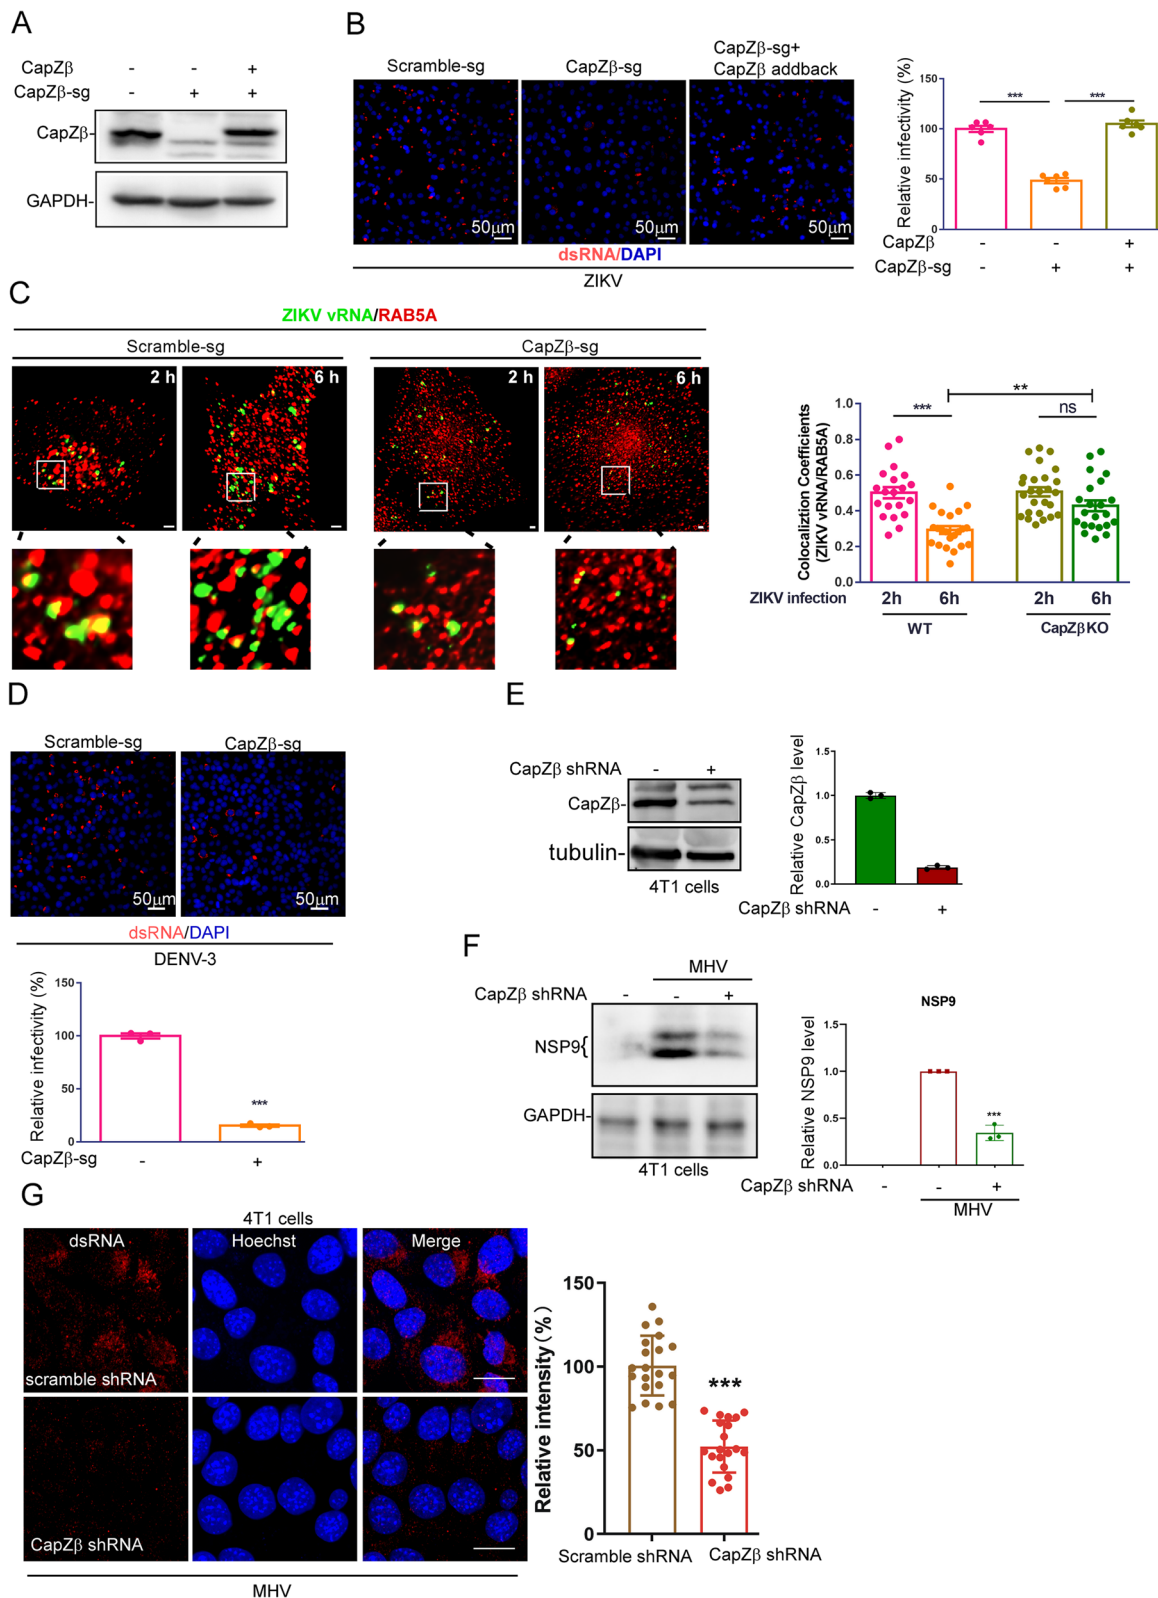 A
CapZβ - - +
CapZβ-sg - + +
CapZβ-
GAPDH-
B
Scramble-sg
CapZβ-sg
CapZβ-sg+
CapZβ addback
50μm
50μm
50μm
dsRNA/DAPI
ZIKV
Relative infectivity (%)
150
100
50
0
***
***
CapZβ - - +
CapZβ-sg - + +
C
ZIKV vRNA/RAB5A
Scramble-sg
CapZβ-sg
2 h
6 h
2 h
6 h
Colocaliztion Coefficients
(ZIKV vRNA/RAB5A)
1.0
0.8
0.6
0.4
0.2
0.0
***
**
ns
ZIKV infection 2h 6h 2h 6h
WT CapZβKO
D
Scramble-sg
CapZβ-sg
50μm
50μm
dsRNA/DAPI
DENV-3
Relative infectivity (%)
150
100
50
0
***
CapZβ-sg - +
E
CapZβ shRNA - +
CapZβ-
tubulin-
4T1 cells
Relative CapZβ level
1.5
1.0
0.5
0.0
CapZβ shRNA - +
F
MHV
CapZβ shRNA - - +
NSP9{
GAPDH-
4T1 cells
NSP9
Relative NSP9 level
1.5
1.0
0.5
0.0
***
CapZβ shRNA - - +
MHV
G
4T1 cells
dsRNA
Hoechst
Merge
scramble shRNA
CapZβ shRNA
MHV
Relative intensity (%)
150
100
50
0
***
Scramble shRNA CapZβ shRNA